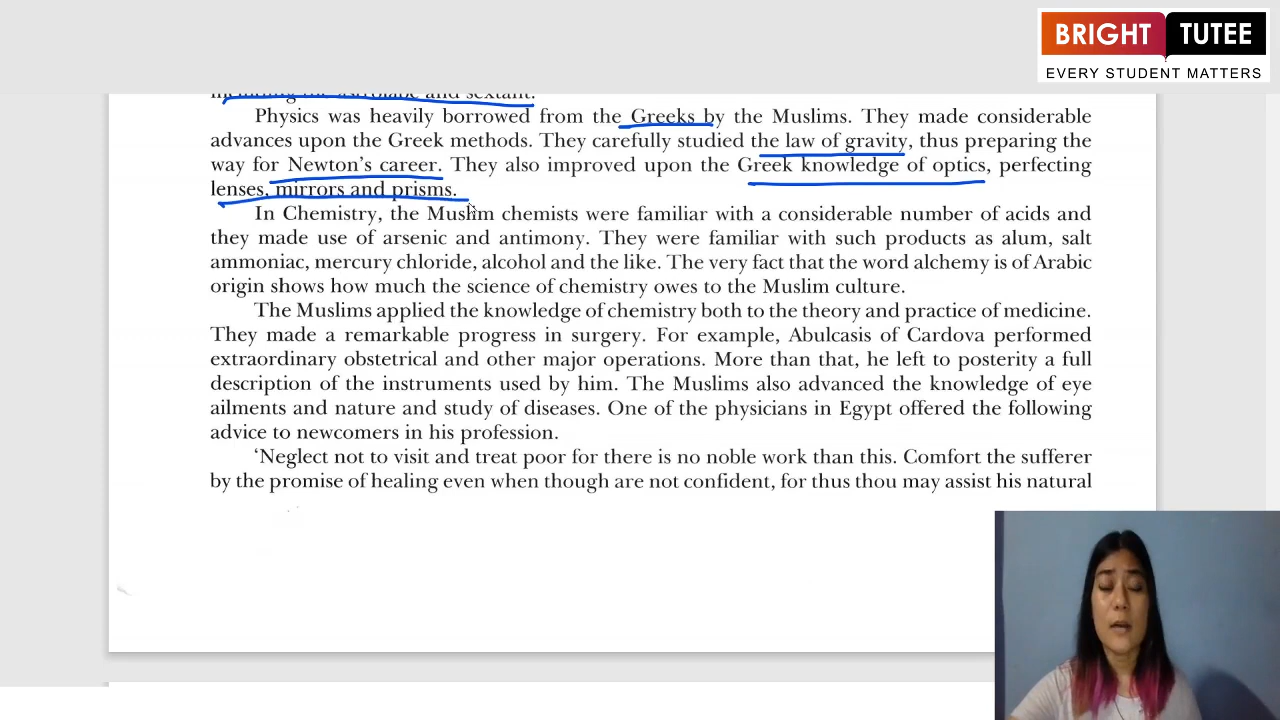 BRIGHT TUTEE
EVERY STUDENT MATTERS
including the astrolabe and sextant.
Physics was heavily borrowed from the Greeks by the Muslims. They made considerable
advances upon the Greek methods. They carefully studied the law of gravity, thus preparing the
way for Newton's career. They also improved upon the Greek knowledge of optics, perfecting
lenses, mirrors and prisms.
In Chemistry, the Muslim chemists were familiar with a considerable number of acids and
they made use of arsenic and antimony. They were familiar with such products as alum, salt
ammoniac, mercury chloride, alcohol and the like. The very fact that the word alchemy is of Arabic
origin shows how much the science of chemistry owes to the Muslim culture.
The Muslims applied the knowledge of chemistry both to the theory and practice of medicine.
They made a remarkable progress in surgery. For example, Abulcasis of Cardova performed
extraordinary obstetrical and other major operations. More than that, he left to posterity a full
description of the instruments used by him. The Muslims also advanced the knowledge of eye
ailments and nature and study of diseases. One of the physicians in Egypt offered the following
advice to newcomers in his profession.
‘Neglect not to visit and treat poor for there is no noble work than this. Comfort the sufferer
by the promise of healing even when though are not confident, for thus thou may assist his natural